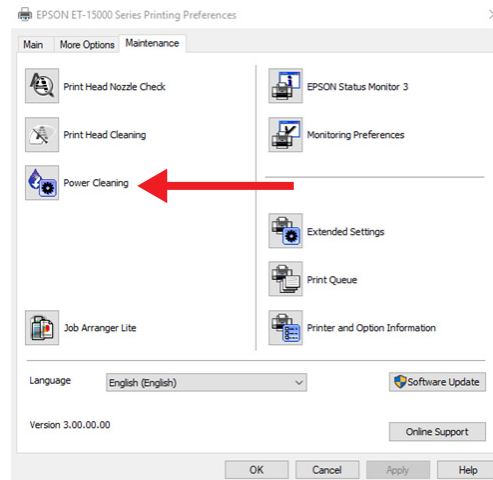 EPSON ET-15000 Series Printing Preferences
Main More Options Maintenance
Print Head Nozzle Check
EPSON Status Monitor 3
Print Head Cleaning
Monitoring Preferences
Power Cleaning
Extended Settings
Print Queue
Job Arranger Lite
Printer and Option Information
Language English (English)
Software Update
Version 3.00.00.00
Online Support
OK Cancel Apply Help